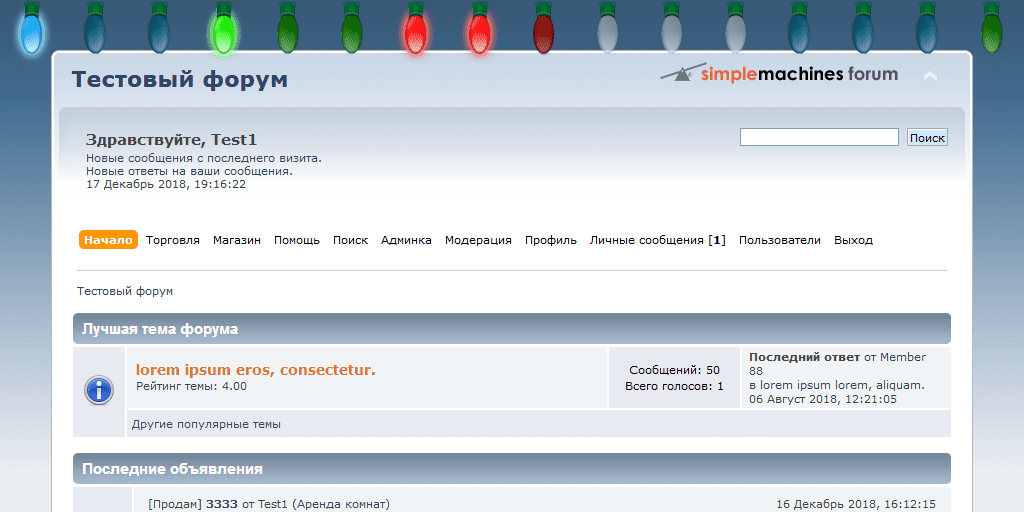 Тестовый форум
simplemachines forum
Здравствуйте, Test1
Новые сообщения с последнего визита.
Новые ответы на ваши сообщения.
17 Декабрь 2018, 19:16:22
Поиск
Начало Торговля Магазин Помощь Поиск Админка Модерация Профиль Личные сообщения [1] Пользователи Выход
Тестовый форум
Лучшая тема форума
lorem ipsum eros, consectetur.
Рейтинг темы: 4.00
Сообщений: 50
Всего голосов: 1
Последний ответ от Member
88
в lorem ipsum lorem, aliquam.
06 Август 2018, 12:21:05
Другие популярные темы
Последние объявления
[Продам] 3333 от Test1 (Аренда комнат) 16 Декабрь 2018, 16:12:15